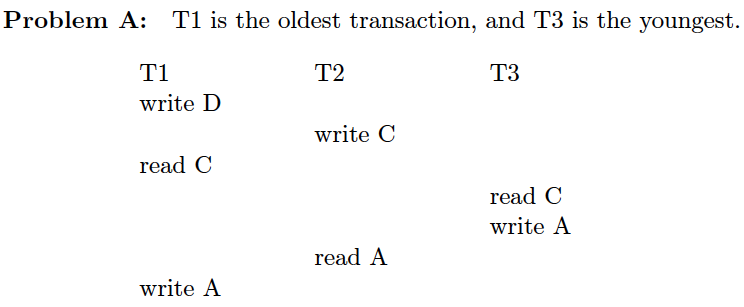 Problem A: T1 is the oldest transaction, and T3 is the youngest.
T1 T2 T3
write D
write C
read C
read C
write A
read A
write A